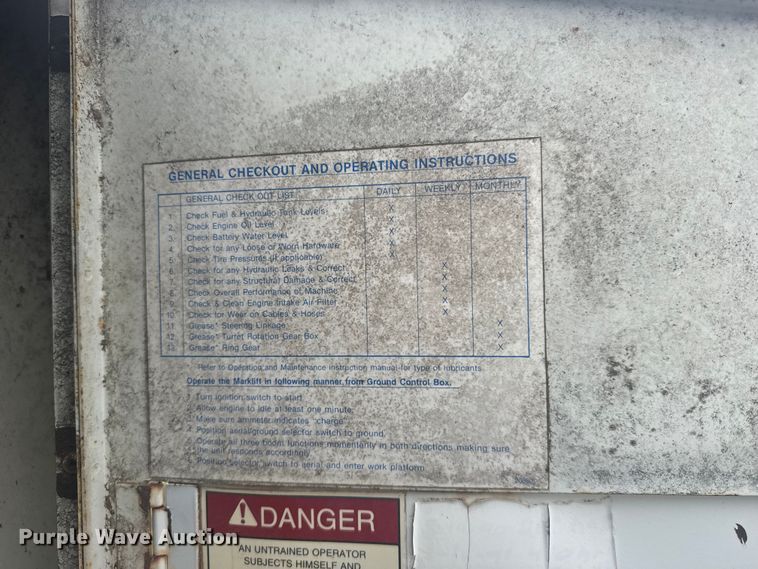 GENERAL CHECKOUT AND OPERATING INSTRUCTIONS
GENERAL CHECK OUT LIST DAILY WEEKLY MONTHLY
1. Check Fuel & Hydraulic Tank Levels X
2. Check Engine Oil Level X
3. Check Battery Water Level X
4. Check for any Loose or Worn Hardware X
5. Check Tire Pressures (if applicable) X
6. Check for any Hydraulic Leaks & Correct X
7. Check for any Structural Damage & Correct X
8. Check Overall Performance of Machine X
9. Check & Clean Engine Intake Air Filter X
10. Check for Wear on Cables & Hoses X
11. Grease* Steering Linkage X
12. Grease* Turret Rotation Gear Box X
13. Grease* Ring Gear X
Refer to Operation and Maintenance instruction manual for type of lubricants
Operate the Marklift in following manner from Ground Control Box.
Turn ignition switch to start
Allow engine to idle at least one minute
Make sure ammeter indicates "charge"
Position aerial/ground selector switch to ground
Operate all three boom functions momentarily in both directions making sure
the unit responds accordingly
Position selector switch to aerial and enter work platform
DANGER
AN UNTRAINED OPERATOR
SUBJECTS HIMSELF AND
Purple Wave Auction